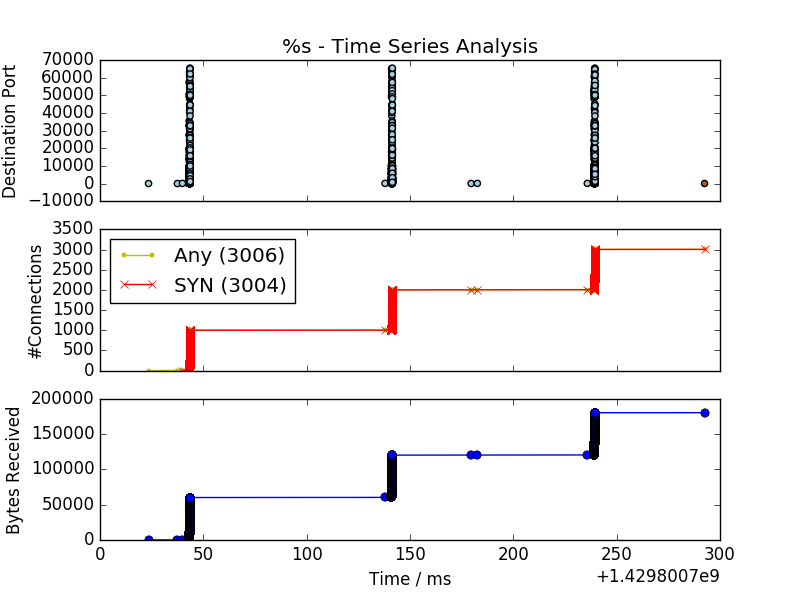 %s - Time Series Analysis
Destination Port
70000
60000
50000
40000
30000
20000
10000
0
−10000
#Connections
3500
3000
2500
2000
1500
1000
500
0
Any (3006)
SYN (3004)
Bytes Received
200000
150000
100000
50000
0
0 50 100 150 200 250 300
Time / ms
+1.4298007e9